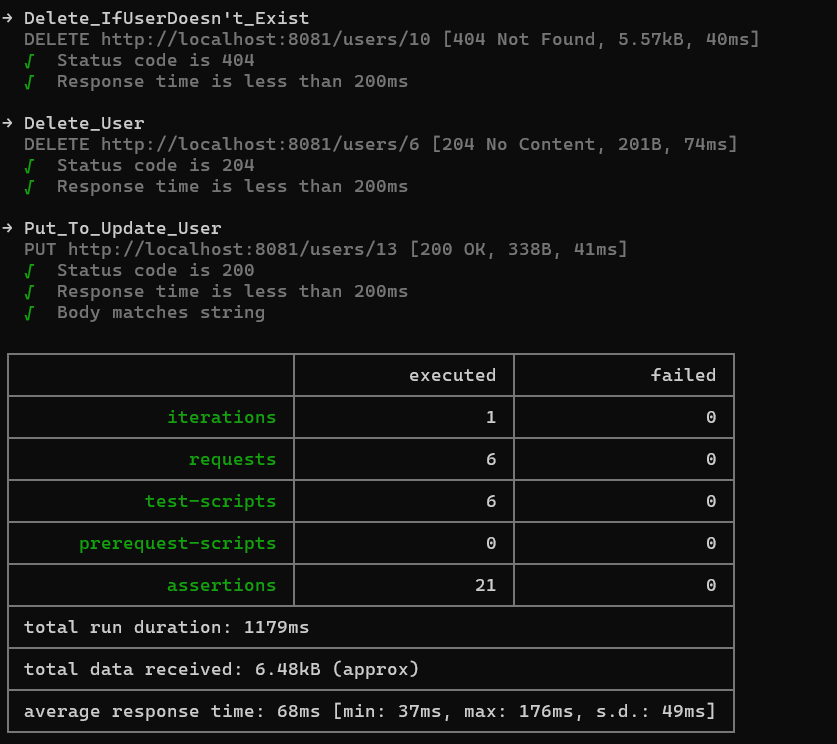 → Delete_IfUserDoesn't_Exist
DELETE http://localhost:8081/users/10 [404 Not Found, 5.57kB, 40ms]
√ Status code is 404
√ Response time is less than 200ms
→ Delete_User
DELETE http://localhost:8081/users/6 [204 No Content, 201B, 74ms]
√ Status code is 204
√ Response time is less than 200ms
→ Put_To_Update_User
PUT http://localhost:8081/users/13 [200 OK, 338B, 41ms]
√ Status code is 200
√ Response time is less than 200ms
√ Body matches string
executed failed
iterations 1 0
requests 6 0
test-scripts 6 0
prerequest-scripts 0 0
assertions 21 0
total run duration: 1179ms
total data received: 6.48kB (approx)
average response time: 68ms [min: 37ms, max: 176ms, s.d.: 49ms]